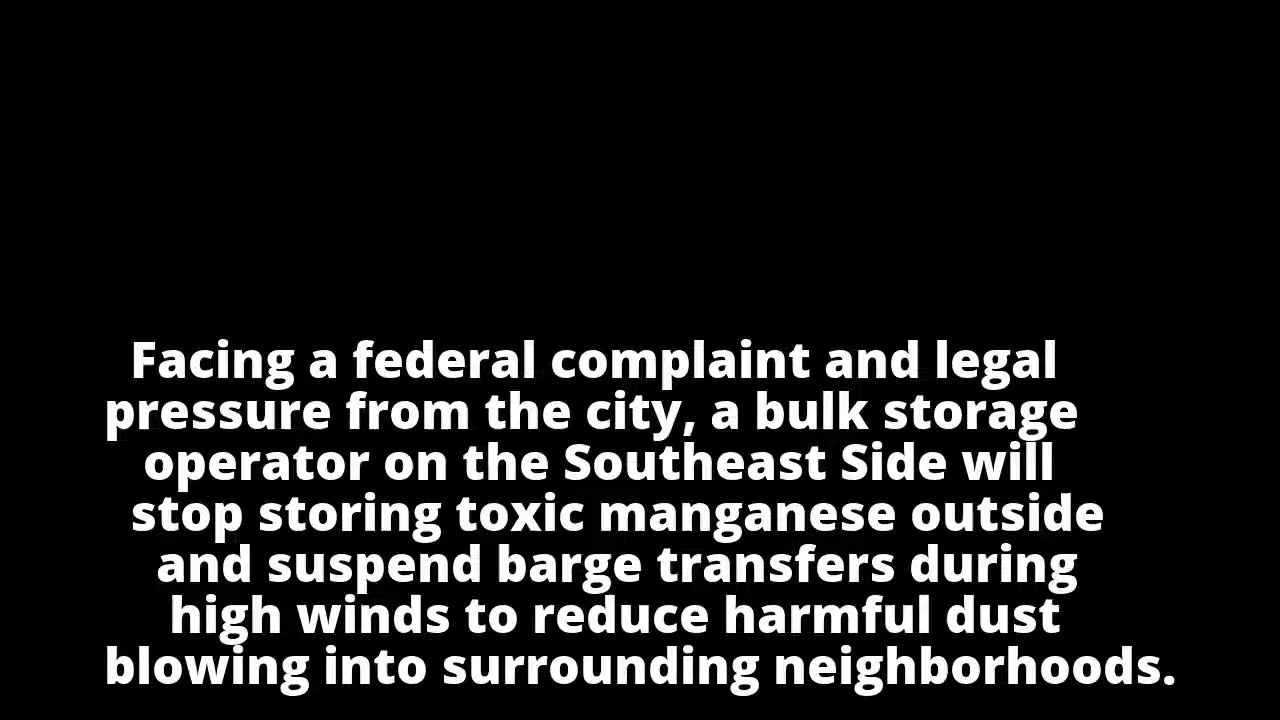 Facing a federal complaint and legal
pressure from the city, a bulk storage
operator on the Southeast Side will
stop storing toxic manganese outside
and suspend barge transfers during
high winds to reduce harmful dust
blowing into surrounding neighborhoods.